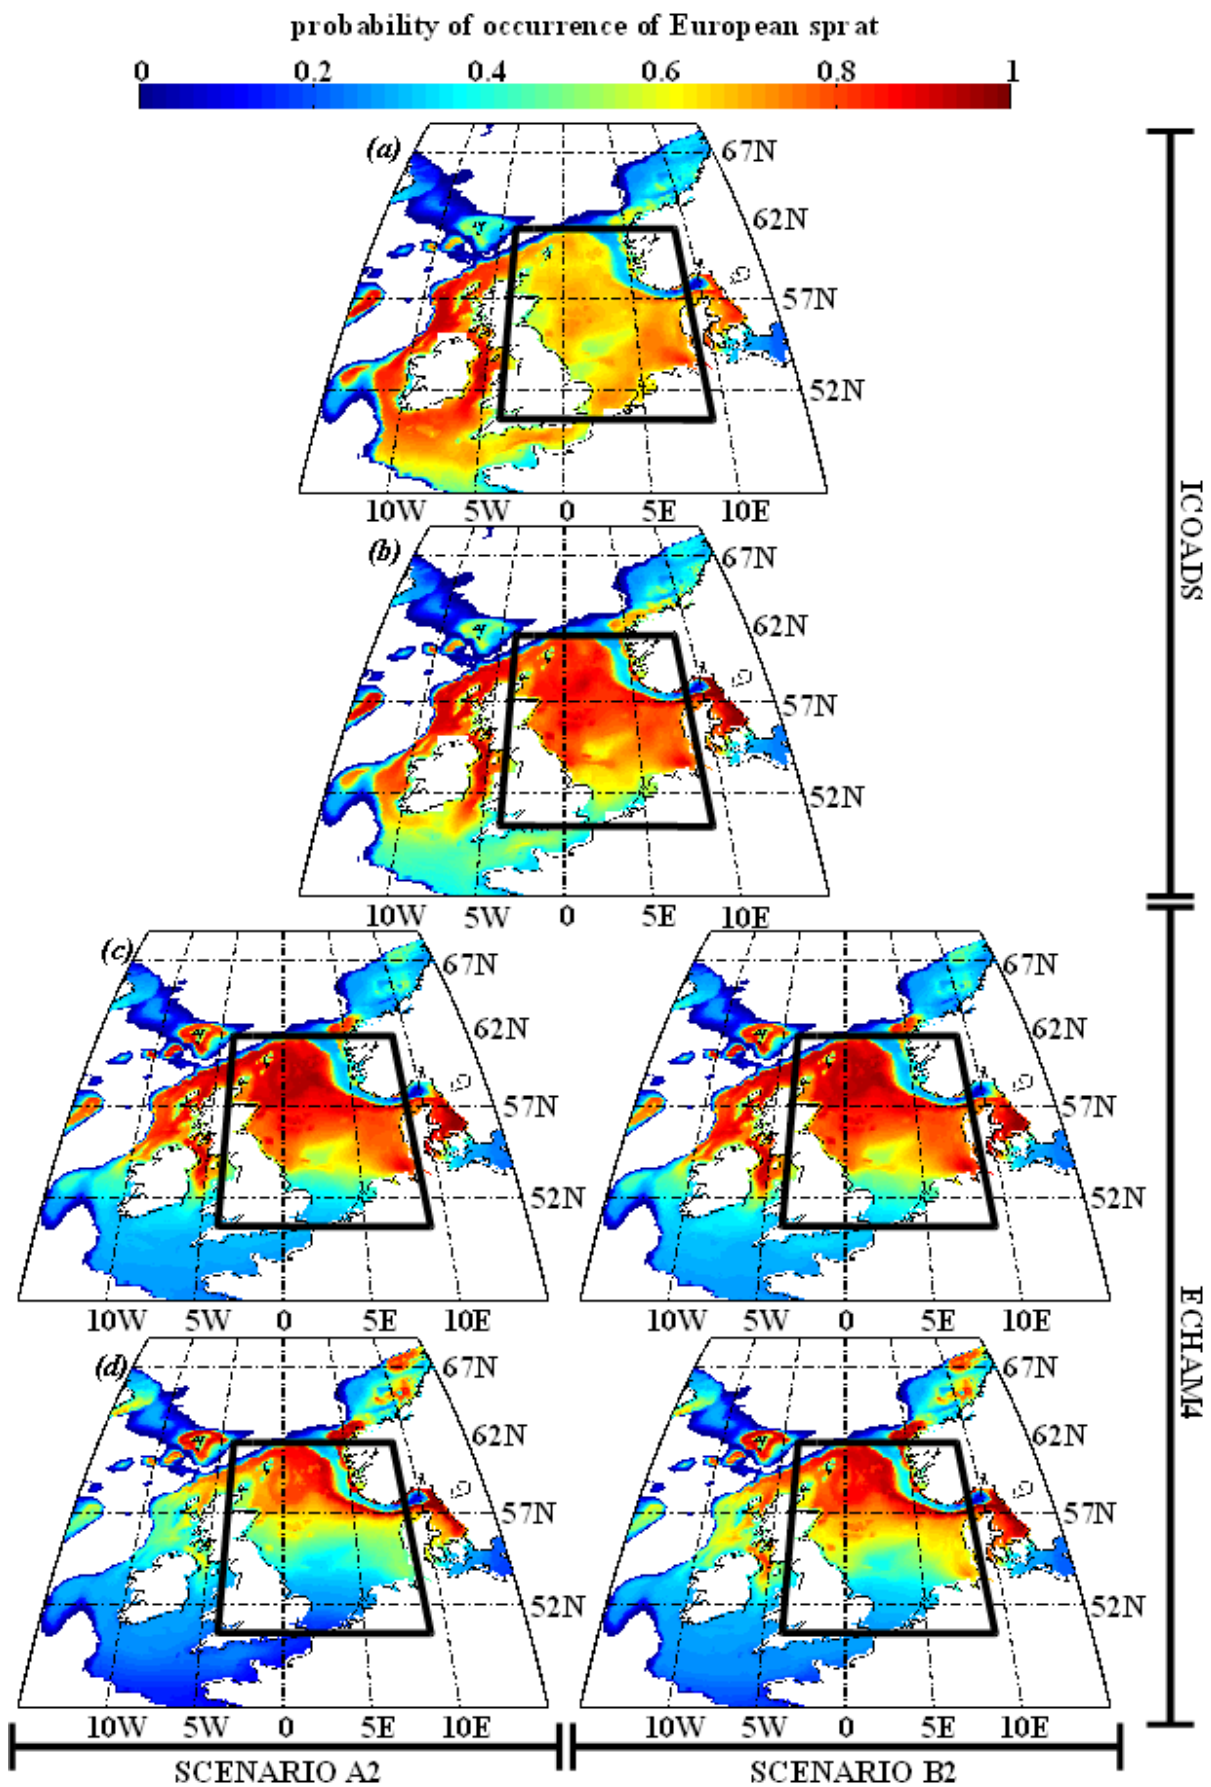 probability of occurrence of European sprat
0 0.2 0.4 0.6 0.8 1
(a)
67N
62N
57N
52N
10W 5W 0 5E 10E
(b)
67N
62N
57N
52N
10W 5W 0 5E 10E
ICOADS
(c)
67N
62N
57N
52N
10W 5W 0 5E 10E
67N
62N
57N
52N
10W 5W 0 5E 10E
(d)
67N
62N
57N
52N
10W 5W 0 5E 10E
67N
62N
57N
52N
10W 5W 0 5E 10E
ECHAM4
SCENARIO A2
SCENARIO B2